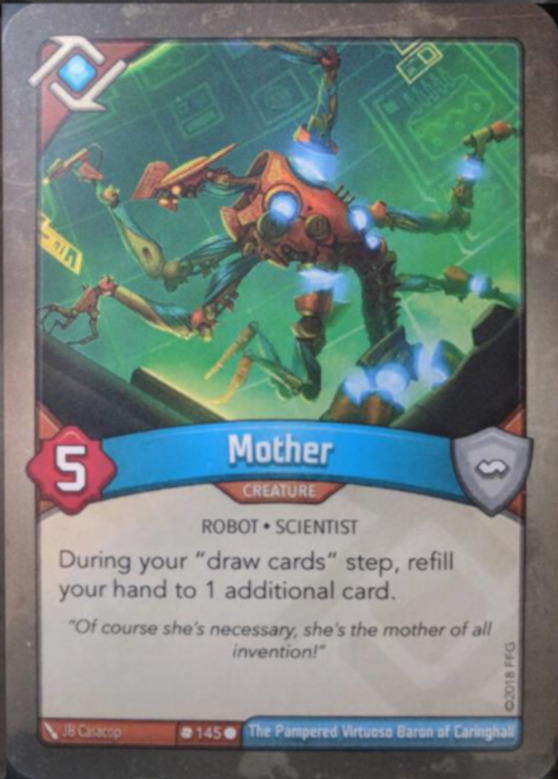 5
Mother
CREATURE
ROBOT • SCIENTIST
During your “draw cards” step, refill
your hand to 1 additional card.
“Of course she’s necessary, she’s the mother of all
invention!”
©2018 FFG
JB Casacop
145
The Pampered Virtuoso Baron of Caringhall